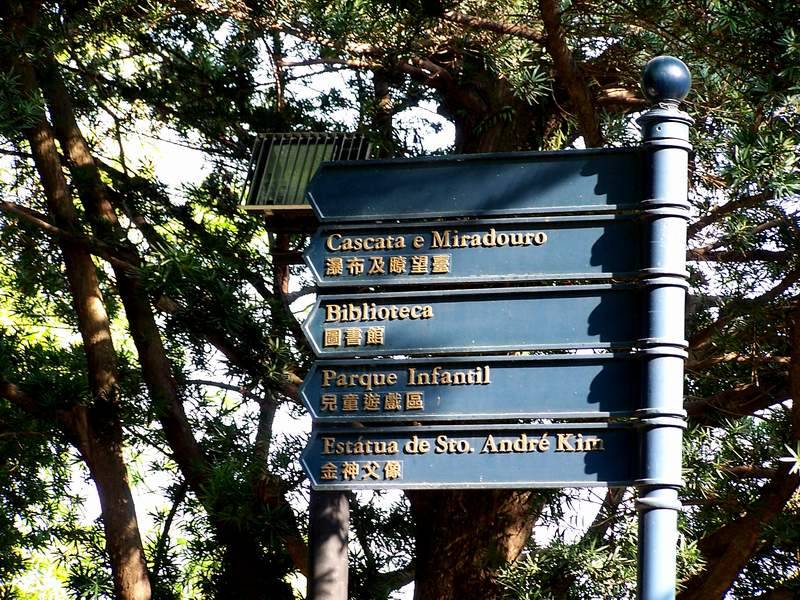 Cascata e Miradouro
瀑布及瞭望臺
Biblioteca
圖書館
Parque Infantil
兒童遊戲區
Estátua de Sto. André Kim
金神父像